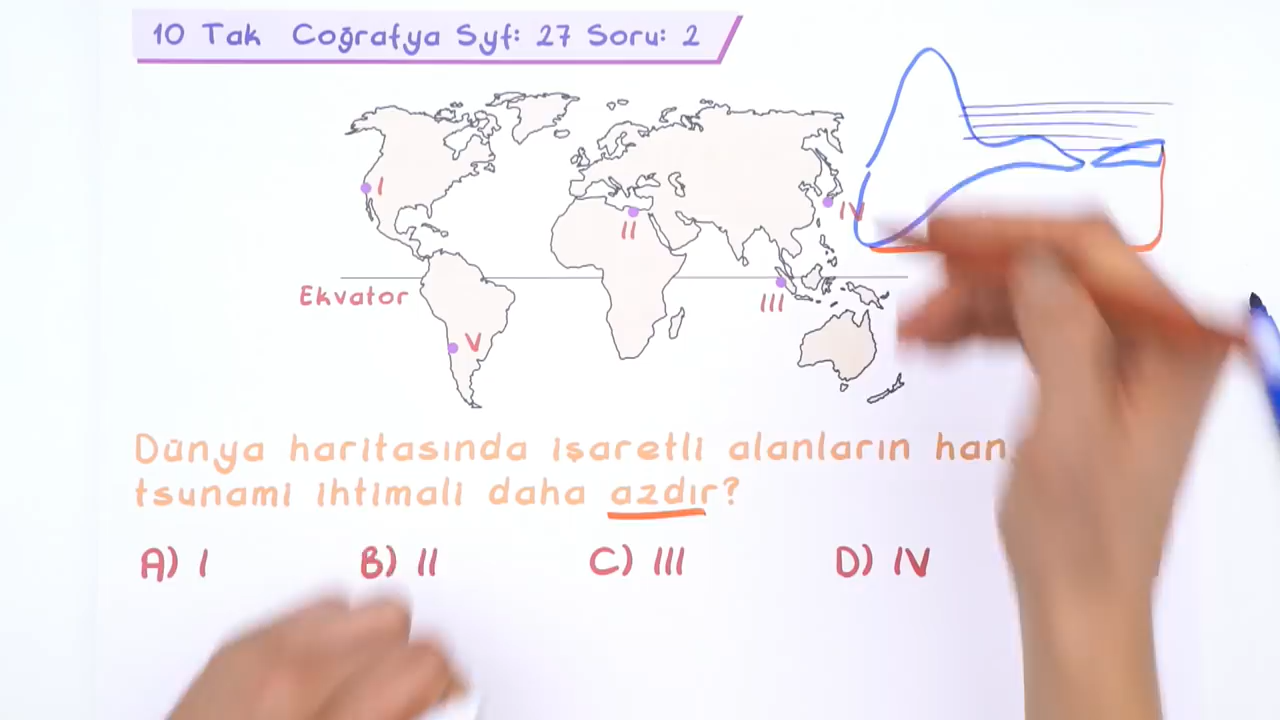 10 Tak Coğrafya Syf: 27 Soru: 2
I
II
IV
Ekvator
III
V
Dünya haritasında işaretli alanların
tsunami ihtimali daha azdır?
A) I B) II C) III D) IV